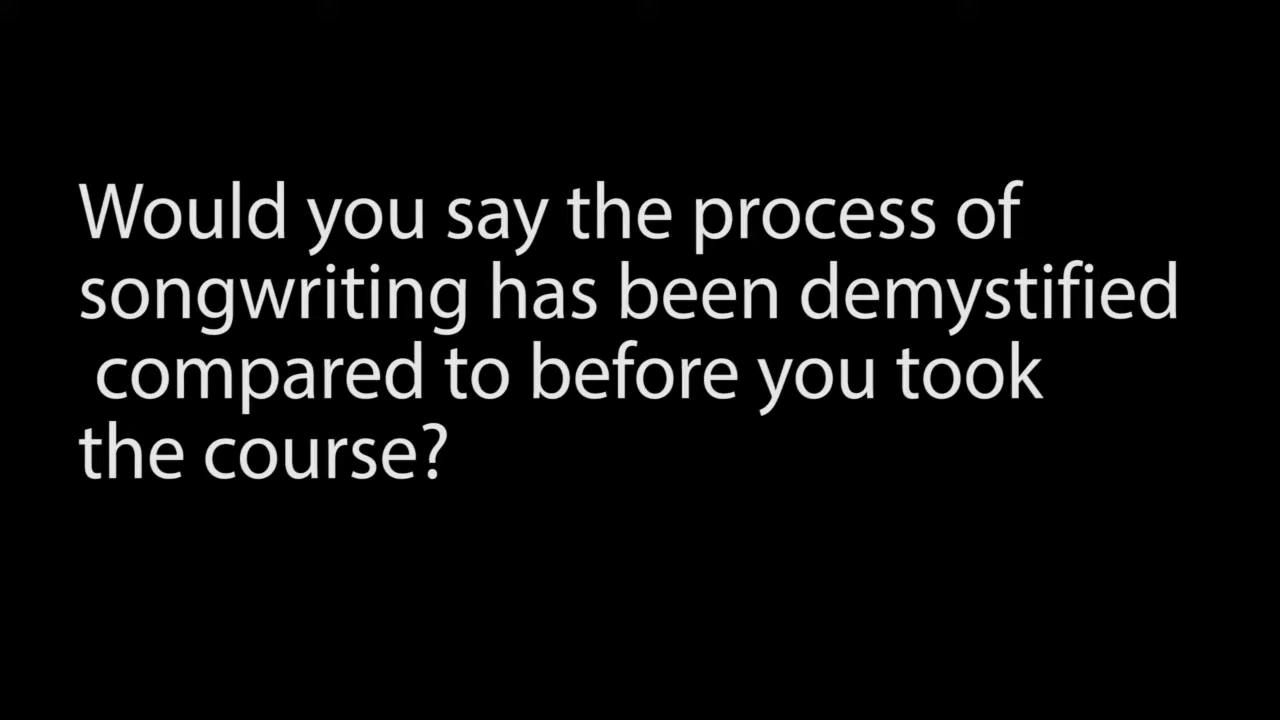 Would you say the process of
songwriting has been demystified
compared to before you took
the course?